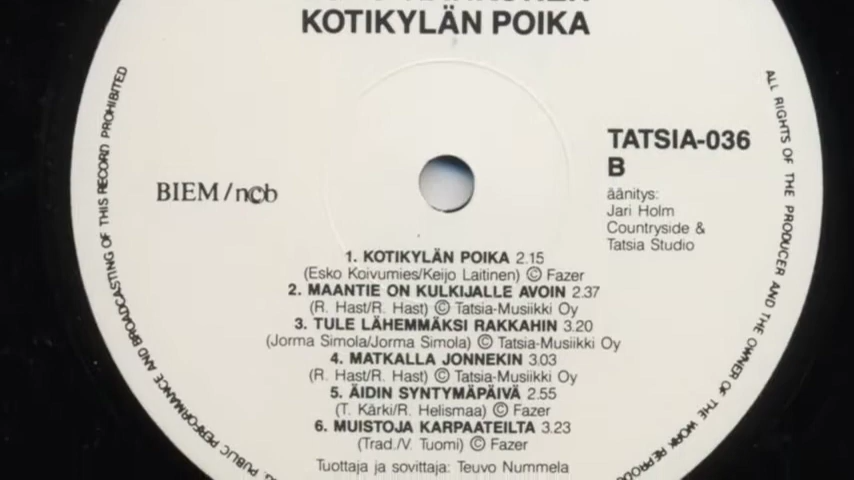 KOTIKYLÄN POIKA
TATSIA-036
B
äänitys:
Jari Holm
Countryside &
Tatsia Studio
BIEM/ncb
1. KOTIKYLÄN POIKA 2.15
(Esko Koivumies/Keijo Laitinen) © Fazer
2. MAANTIE ON KULKIJALLE AVOIN 2.37
(R. Hast/R. Hast) © Tatsia-Musiikki Oy
3. TULE LÄHEMMÄKSI RAKKAHIN 3.20
(Jorma Simola/Jorma Simola) © Tatsia-Musiikki Oy
4. MATKALLA JONNEKIN 3.03
(R. Hast/R. Hast) © Tatsia-Musiikki Oy
5. ÄIDIN SYNTYMÄPÄIVÄ 2.55
(T. Kärki/R. Helismaa) © Fazer
6. MUISTOJA KARPAATEILTA 3.23
(Trad./V. Tuomi) © Fazer
Tuottaja ja sovittaja: Teuvo Nummela
ALL RIGHTS OF THE PRODUCER AND THE OWNER OF THE WORK
PUBLIC PERFORMANCE AND BROADCASTING OF THIS RECORD PROHIBITED